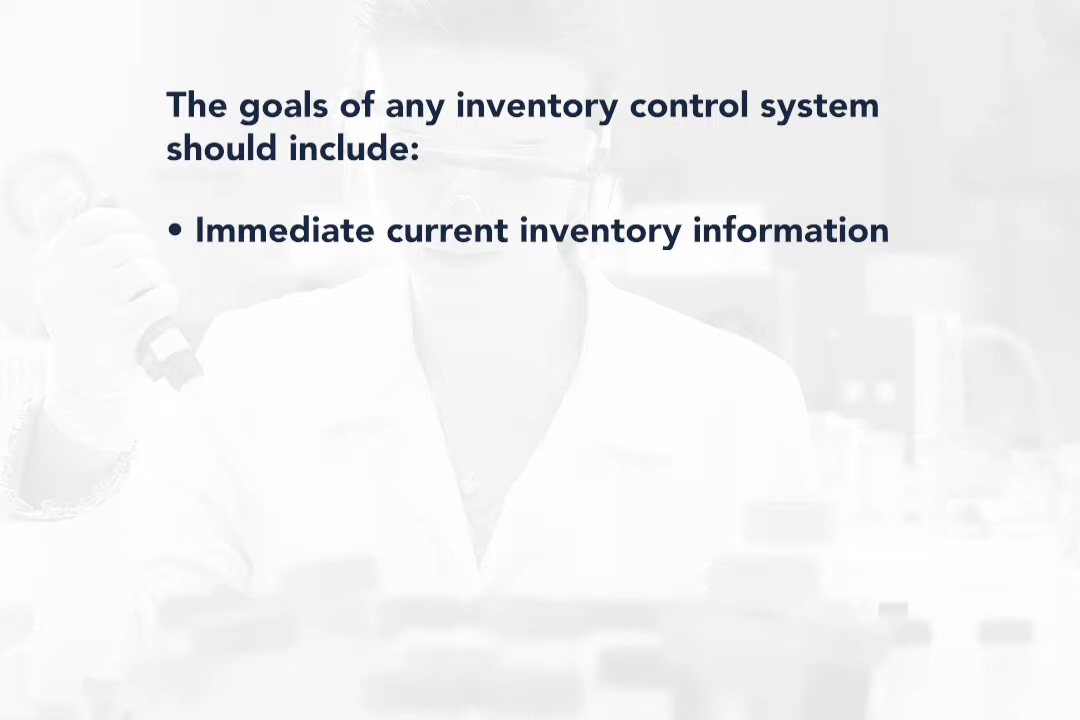 The goals of any inventory control system
should include:
• Immediate current inventory information